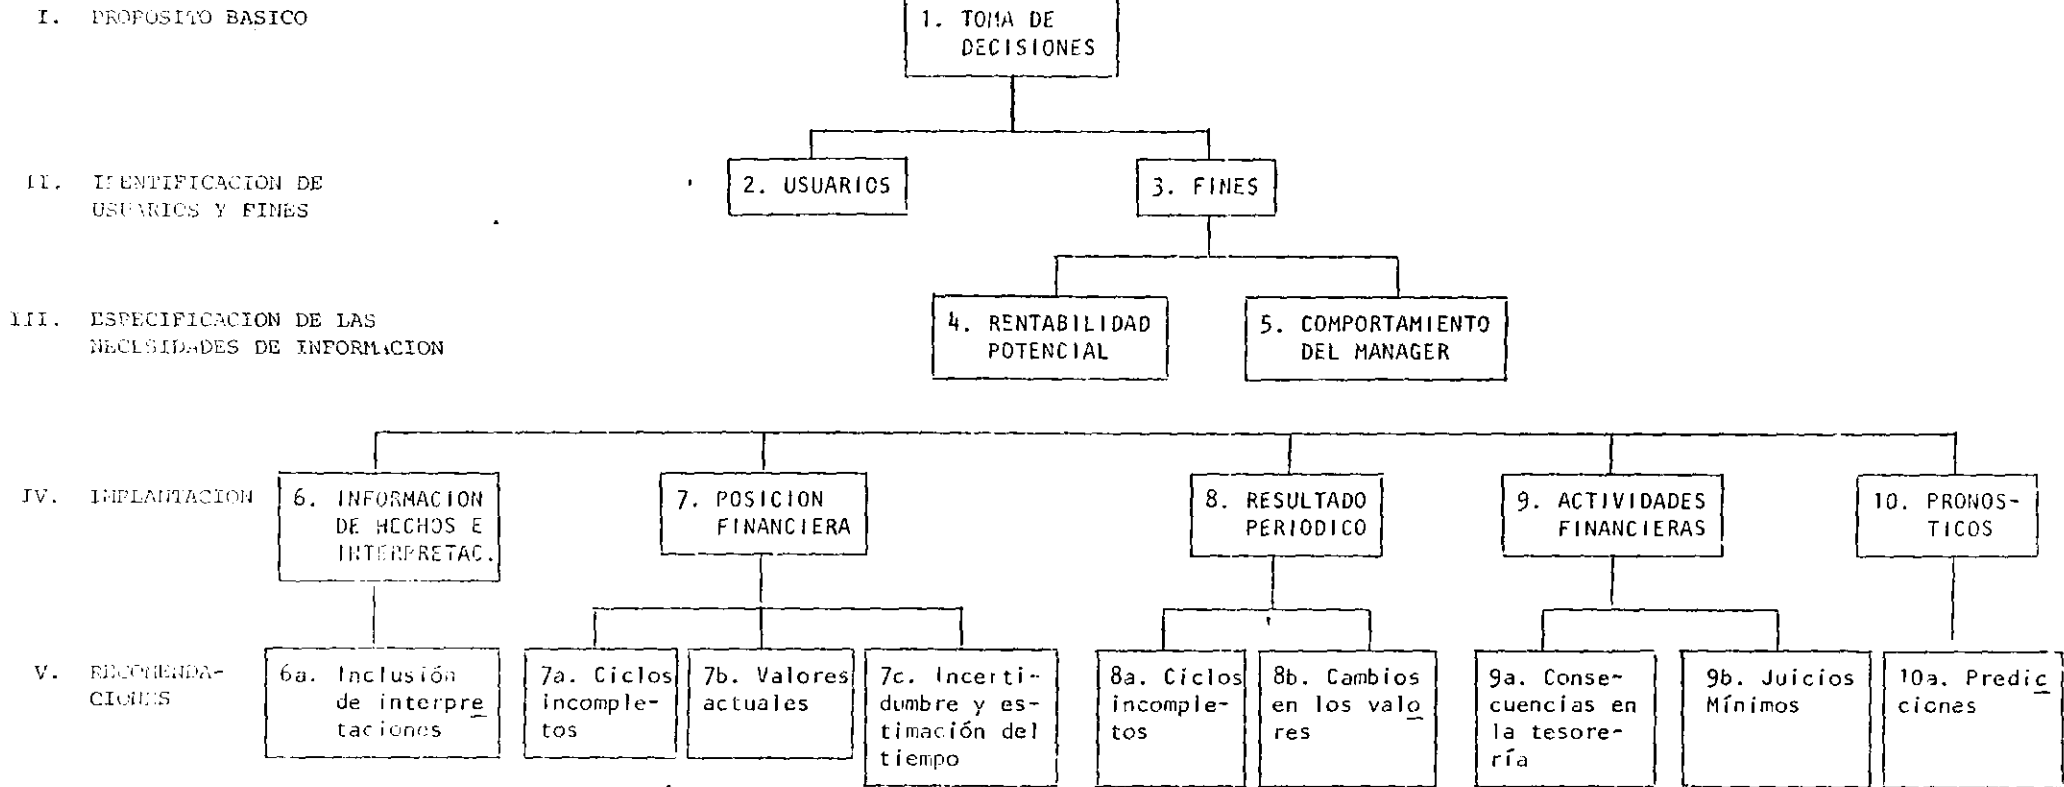 I. PROPOSITO BASICO
1. TOMA DE
DECISIONES
II. IDENTIFICACION DE
USUARIOS Y FINES
2. USUARIOS
3. FINES
III. ESPECIFICACION DE LAS
NECESIDADES DE INFORMACION
4. RENTABILIDAD
POTENCIAL
5. COMPORTAMIENTO
DEL MANAGER
IV. IMPLANTACION
6. INFORMACION
DE HECHOS E
INTERPRETAC.
7. POSICION
FINANCIERA
8. RESULTADO
PERIODICO
9. ACTIVIDADES
FINANCIERAS
10. PRONOS-
TICOS
V. RECOMENDA-
CIONES
6a. Inclusión
de interpre
taciones
7a. Ciclos
incomple-
tos
7b. Valores
actuales
7c. Incerti-
dumbre y es-
timación del
tiempo
8a. Ciclos
incomple-
tos
8b. Cambios
en los valo
res
9a. Conse-
cuencias en
la tesore-
ría
9b. Juicios
Mínimos
10a. Predic
ciones